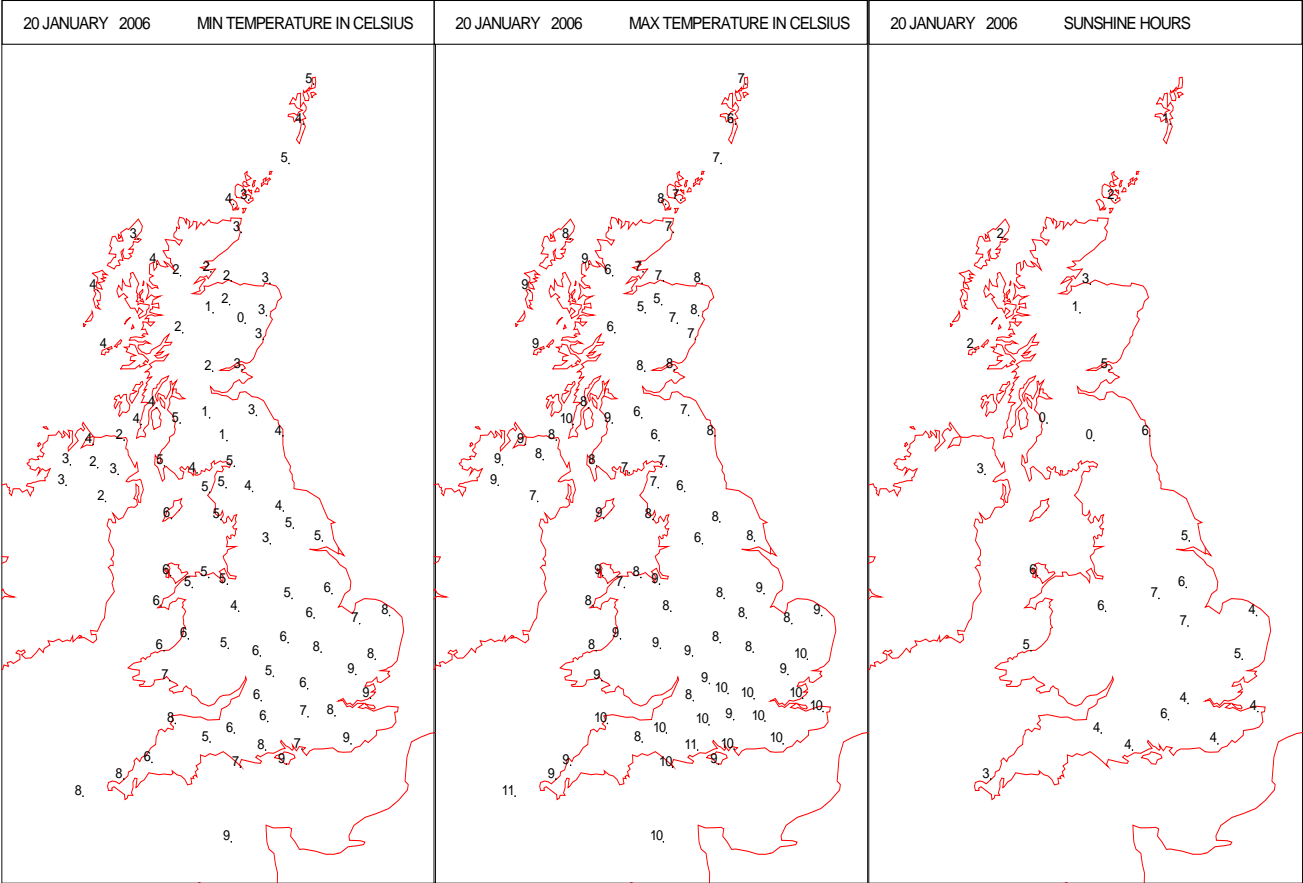 20 JANUARY 2006 MIN TEMPERATURE IN CELSIUS
5.
4.
5.
4. 3.
3. 3.
4. 2. 2.
4. 2. 3.
1. 2. 3.
2. 0. 3.
4. 2. 3.
4. 1. 3.
4. 5. 1. 4.
4. 2.
3. 2. 3. 5. 4. 5.
3. 2. 5. 5. 4.
6. 5. 4. 5.
3. 5.
6. 5. 5. 5.
6. 4. 5. 6.
6. 7. 8.
6. 6. 5. 6. 8.
6. 8.
7. 5. 9.
6. 6. 9.
8. 6. 7. 8.
5. 6. 8. 7. 9.
6. 7. 9.
8. 8.
9.
20 JANUARY 2006 MAX TEMPERATURE IN CELSIUS
7.
6.
7.
8. 7.
8. 7.
9. 6. 7.
9. 7. 8.
5. 5. 8.
6. 7. 7.
9. 8. 8.
8. 6. 7.
10. 9. 6. 8.
9. 8.
9. 8. 8. 7. 7.
9. 7. 7. 6.
9. 8. 8.
6. 8.
9. 7. 8. 9.
8. 8. 8. 9.
8. 8. 9.
8. 9. 9. 8. 8.
9. 10.
9. 9. 9.
8. 10. 10. 10.
10. 10. 9. 10. 10.
8. 10. 11. 10. 10.
9. 10. 9.
11. 9.
10.
20 JANUARY 2006 SUNSHINE HOURS
1.
2.
2.
3.
1.
2. 5.
0. 0. 6.
3.
5.
6. 7. 6.
6. 7. 4.
5. 5.
4. 4.
4. 6. 4.
4.
3.